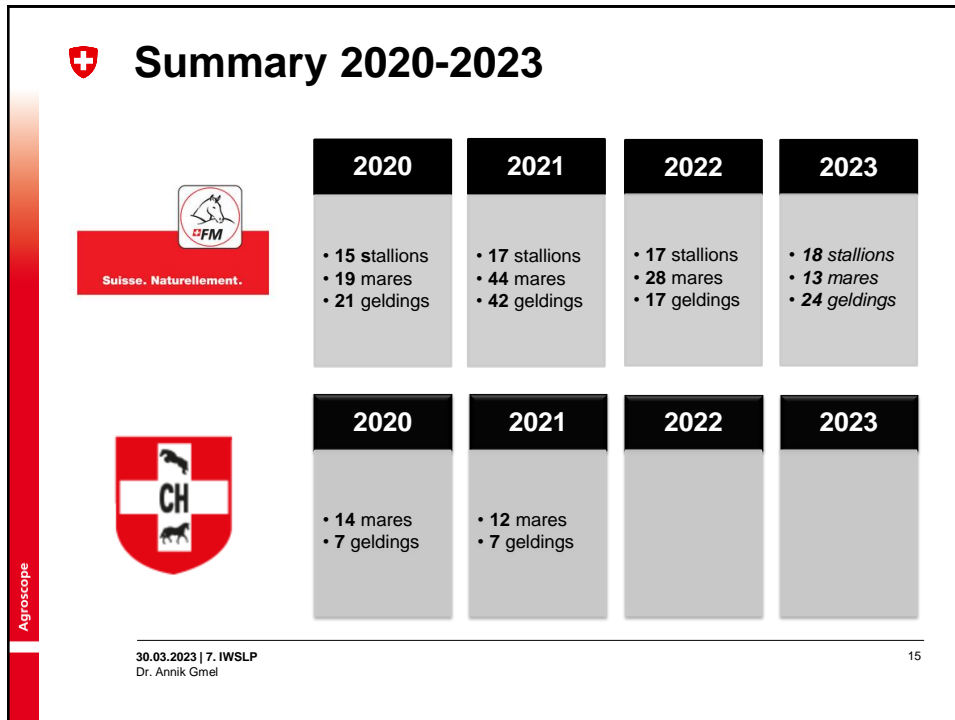 Summary 2020-2023
2020
2021
2022
2023
FM
Suisse. Naturellement.
• 15 stallions
• 19 mares
• 21 geldings
• 17 stallions
• 44 mares
• 42 geldings
• 17 stallions
• 28 mares
• 17 geldings
• 18 stallions
• 13 mares
• 24 geldings
2020
2021
2022
2023
CH
• 14 mares
• 7 geldings
• 12 mares
• 7 geldings
Agroscope
30.03.2023 | 7. IWSLP
Dr. Annik Gmel
15